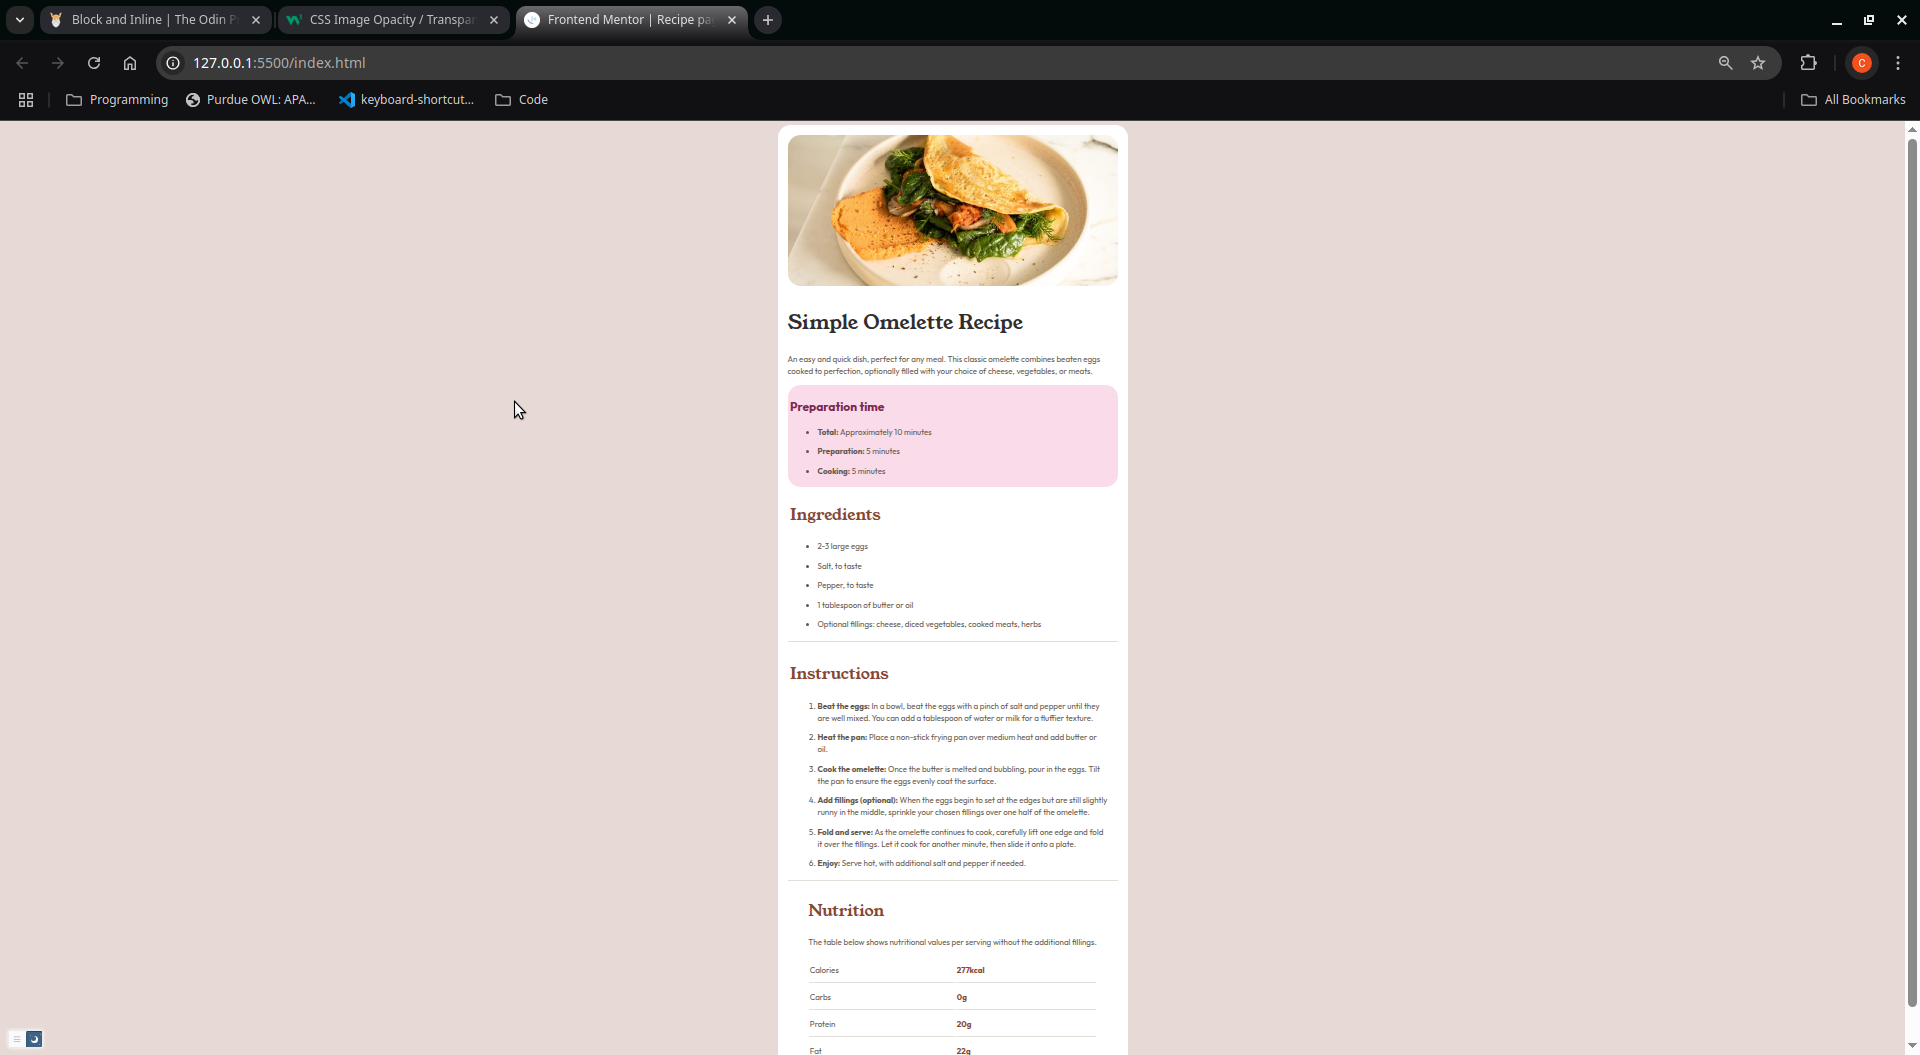 Block and Inline | The Odin P
CSS Image Opacity / Transpar
Frontend Mentor | Recipe pa
127.0.0.1:5500/index.html
C
Programming
Purdue OWL: APA...
keyboard-shortcut...
Code
All Bookmarks
Simple Omelette Recipe
An easy and quick dish, perfect for any meal. This classic omelette combines beaten eggs
cooked to perfection, optionally filled with your choice of cheese, vegetables, or meats.
Preparation time
• Total: Approximately 10 minutes
• Preparation: 5 minutes
• Cooking: 5 minutes
Ingredients
• 2-3 large eggs
• Salt, to taste
• Pepper, to taste
• 1 tablespoon of butter or oil
• Optional fillings: cheese, diced vegetables, cooked meats, herbs
Instructions
1. Beat the eggs: In a bowl, beat the eggs with a pinch of salt and pepper until they
are well mixed. You can add a tablespoon of water or milk for a fluffier texture.
2. Heat the pan: Place a non-stick frying pan over medium heat and add butter or
oil.
3. Cook the omelette: Once the butter is melted and bubbling, pour in the eggs. Tilt
the pan to ensure the eggs evenly coat the surface.
4. Add fillings (optional): When the eggs begin to set at the edges but are still slightly
runny in the middle, sprinkle your chosen fillings over one half of the omelette.
5. Fold and serve: As the omelette continues to cook, carefully lift one edge and fold
it over the fillings. Let it cook for another minute, then slide it onto a plate.
6. Enjoy: Serve hot, with additional salt and pepper if needed.
Nutrition
The table below shows nutritional values per serving without the additional fillings.
Calories 277kcal
Carbs 0g
Protein 20g
Fat 22g